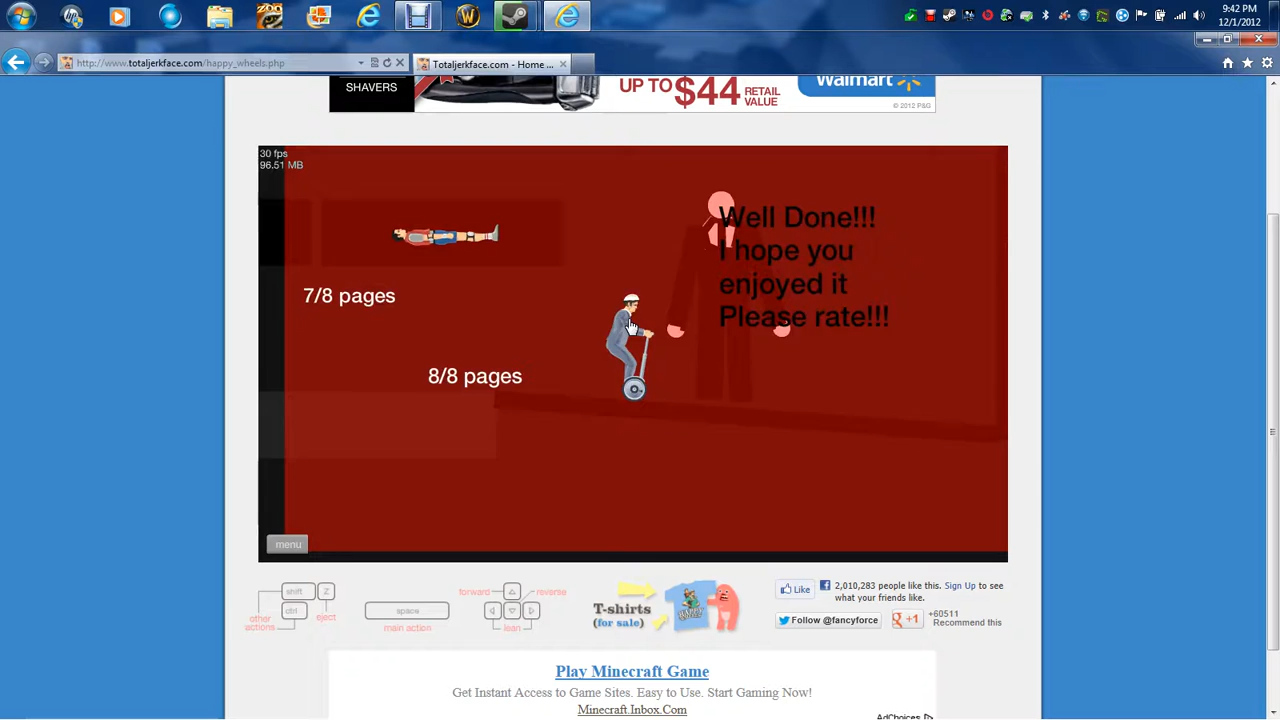 9:42 PM
12/1/2012
http://www.totaljerkface.com/happy_wheels.php
Totaljerkface.com - Home ...
SHAVERS
UP TO $44 RETAIL VALUE
Walmart
© 2012 P&G
30 fps
96.51 MB
Well Done!!!
I hope you
enjoyed it
Please rate!!!
7/8 pages
8/8 pages
menu
shift
Z
ctrl
eject
other
actions
space
main action
forward
reverse
lean
T-shirts
(for sale)
Like
2,010,283 people like this. Sign Up to see
what your friends like.
Follow @fancyforce
+1
+60511
Recommend this
Play Minecraft Game
Get Instant Access to Game Sites. Easy to Use. Start Gaming Now!
Minecraft.Inbox.Com
AdChoices